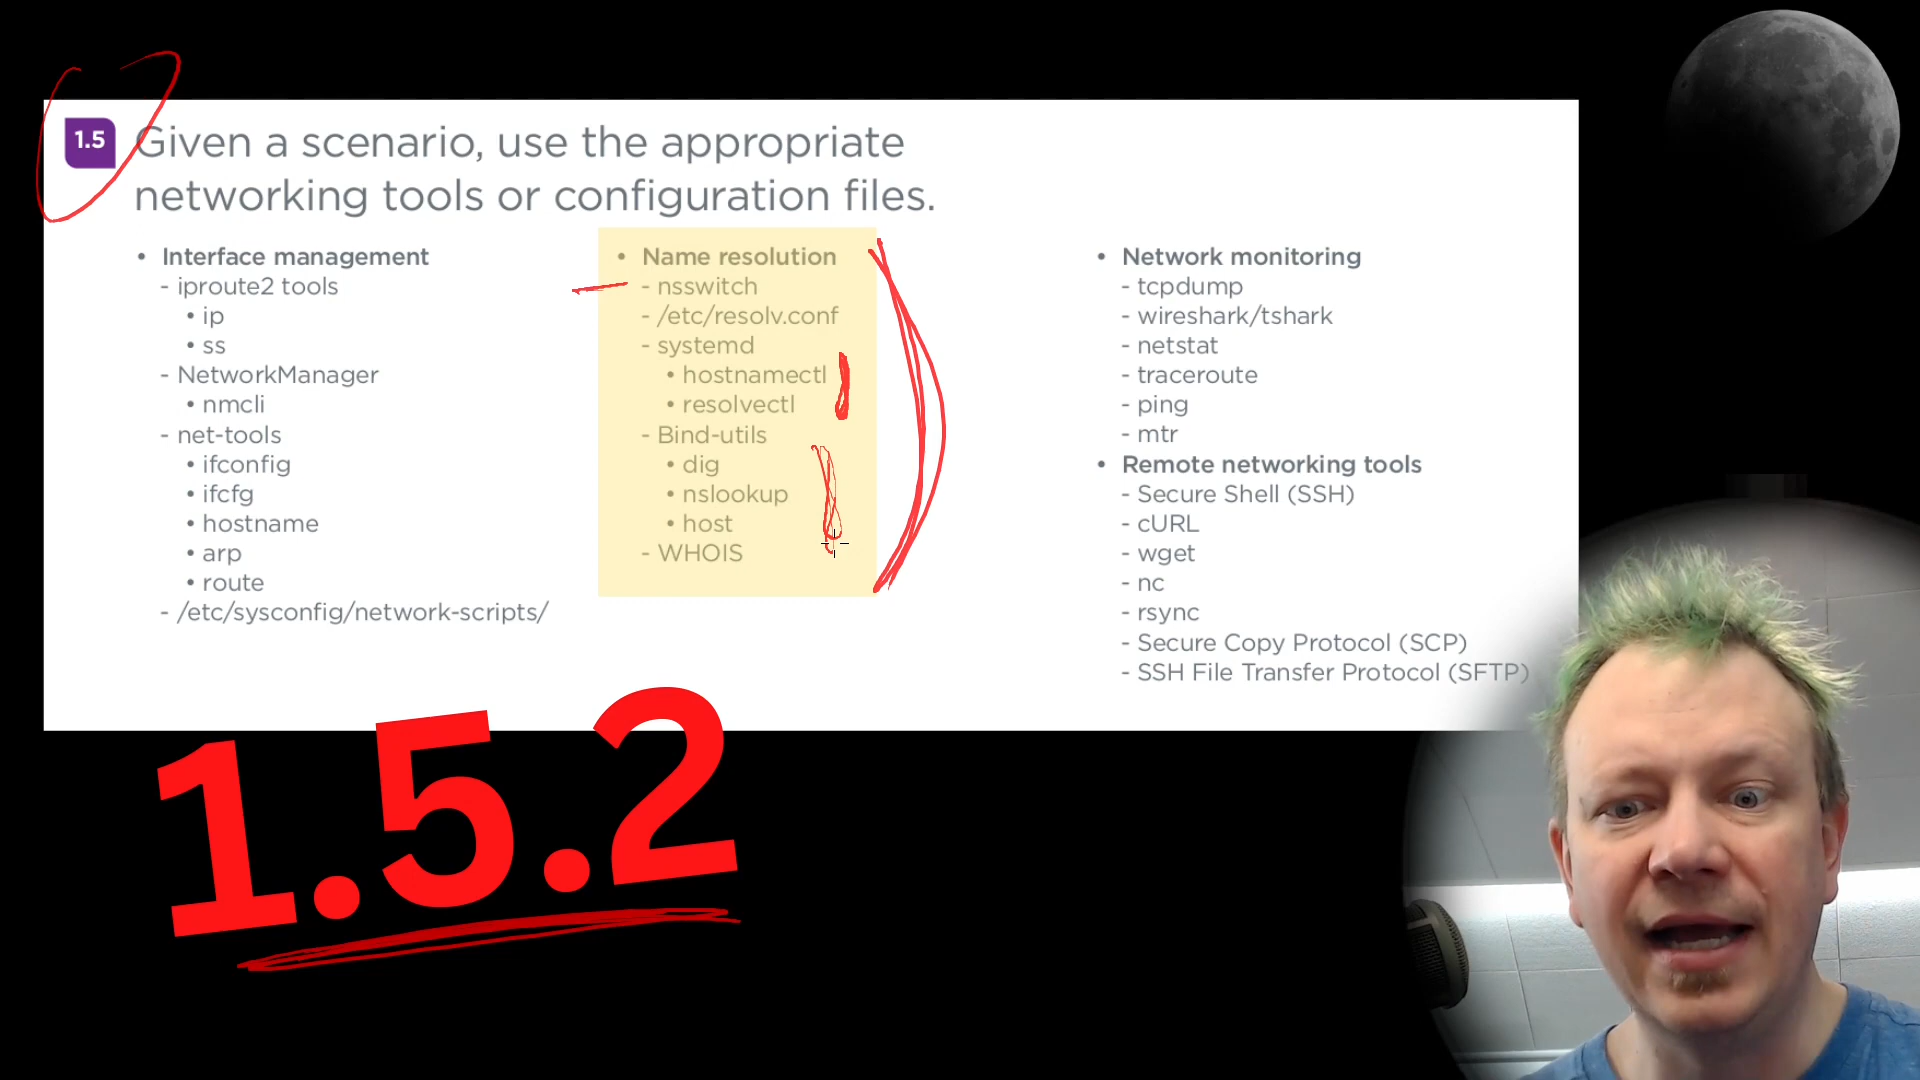 1.5
Given a scenario, use the appropriate
networking tools or configuration files.
• Interface management
- iproute2 tools
• ip
• ss
- NetworkManager
• nmcli
- net-tools
• ifconfig
• ifcfg
• hostname
• arp
• route
- /etc/sysconfig/network-scripts/
• Name resolution
- nsswitch
- /etc/resolv.conf
- systemd
• hostnamectl
• resolvectl
- Bind-utils
• dig
• nslookup
• host
- WHOIS
• Network monitoring
- tcpdump
- wireshark/tshark
- netstat
- traceroute
- ping
- mtr
• Remote networking tools
- Secure Shell (SSH)
- cURL
- wget
- nc
- rsync
- Secure Copy Protocol (SCP)
- SSH File Transfer Protocol (SFTP)
1.5.2